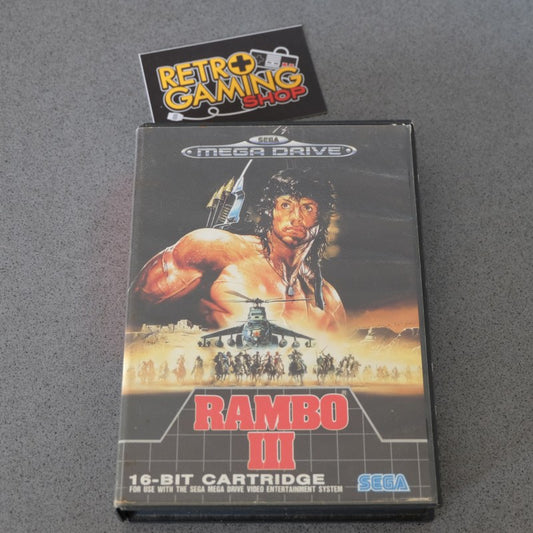 RETRO
GAMING
SHOP
SEGA
MEGA DRIVE
RAMBO
III
16-BIT CARTRIDGE
FOR USE WITH THE SEGA MEGA DRIVE VIDEO ENTERTAINMENT SYSTEM
SEGA